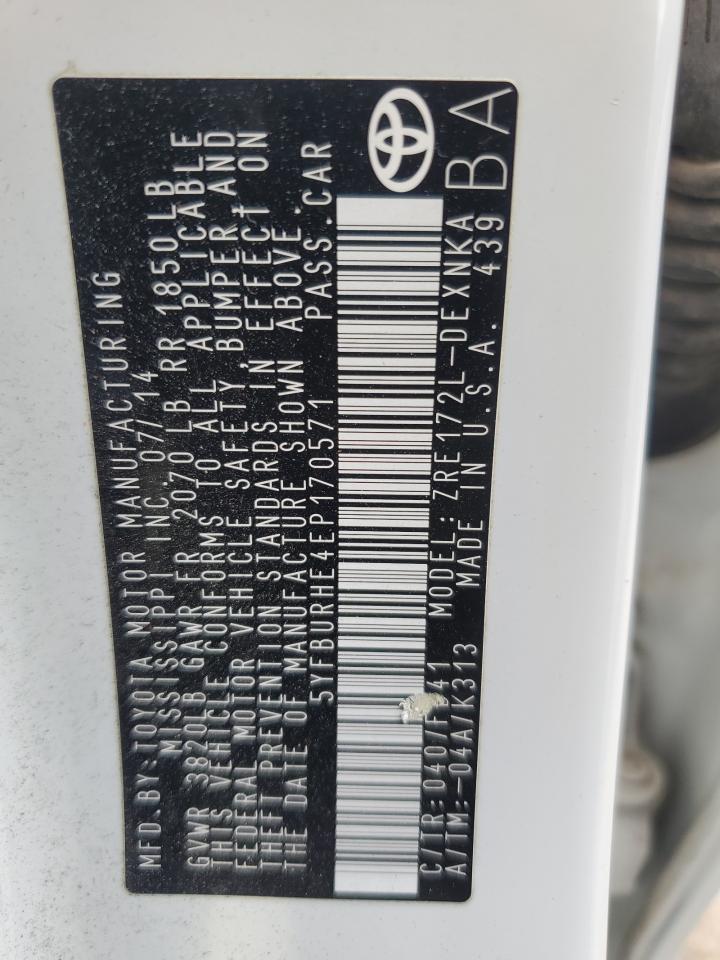 MFD. BY: TOYOTA MOTOR MANUFACTURING
MISSISSIPPI INC. 07/14
GVWR 3820LB GAWR FR 2070 LB RR 1850LB
THIS VEHICLE CONFORMS TO ALL APPLICABLE
FEDERAL MOTOR VEHICLE SAFETY, BUMPER, AND
THEFT PREVENTION STANDARDS IN EFFECT ON
THE DATE OF MANUFACTURE SHOWN ABOVE.
5YFBURHE4EP170571 PASS.CAR
C/TR: 040/F 41 MODEL: ZRE172L-DEXNKA
A/TM:-04A/K313 MADE IN U.S.A. 439 BA